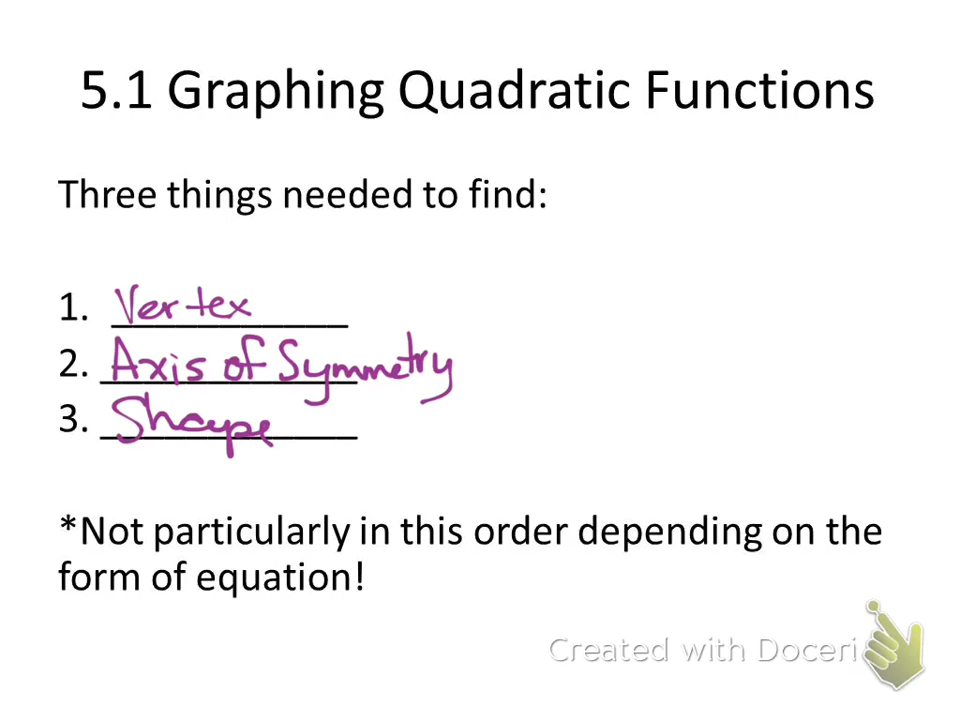 5.1 Graphing Quadratic Functions
Three things needed to find:
1. Vertex
2. Axis of Symmetry
3. Shape
*Not particularly in this order depending on the
form of equation!
Created with Doceri